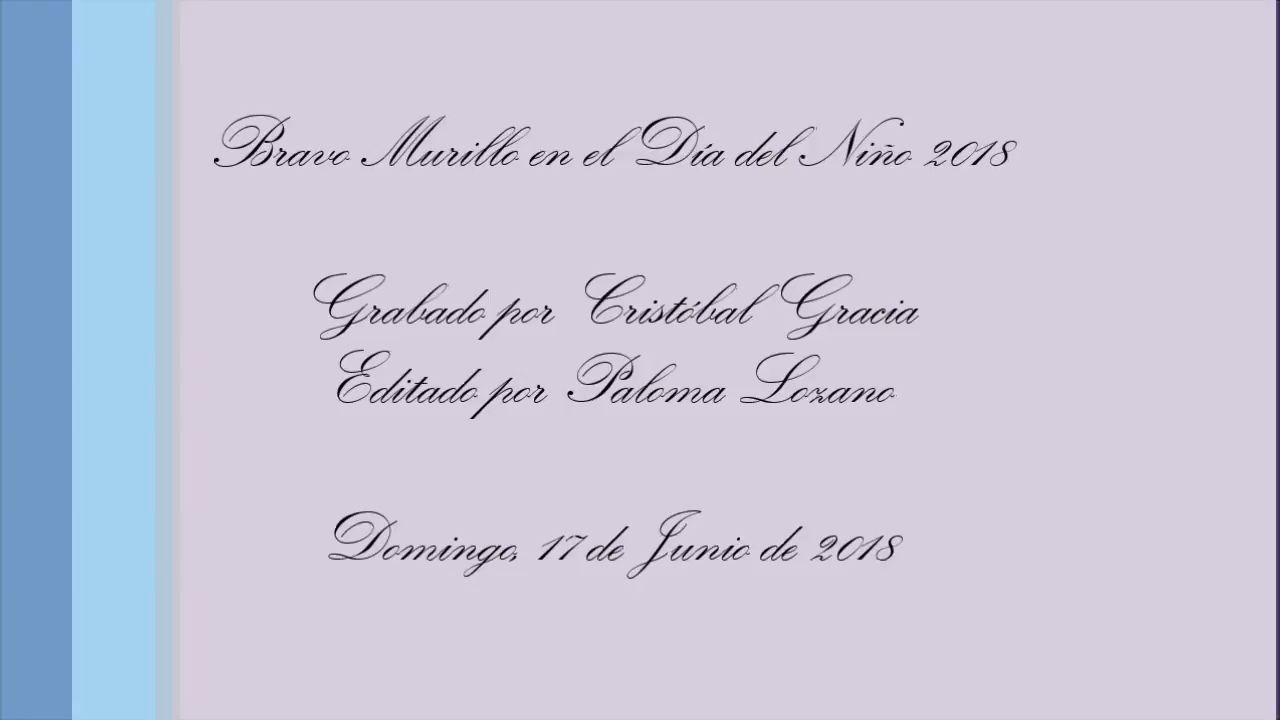 Bravo Murillo en el Día del Niño 2018
Grabado por Cristóbal Gracia
Editado por Paloma Lozano
Domingo, 17 de Junio de 2018